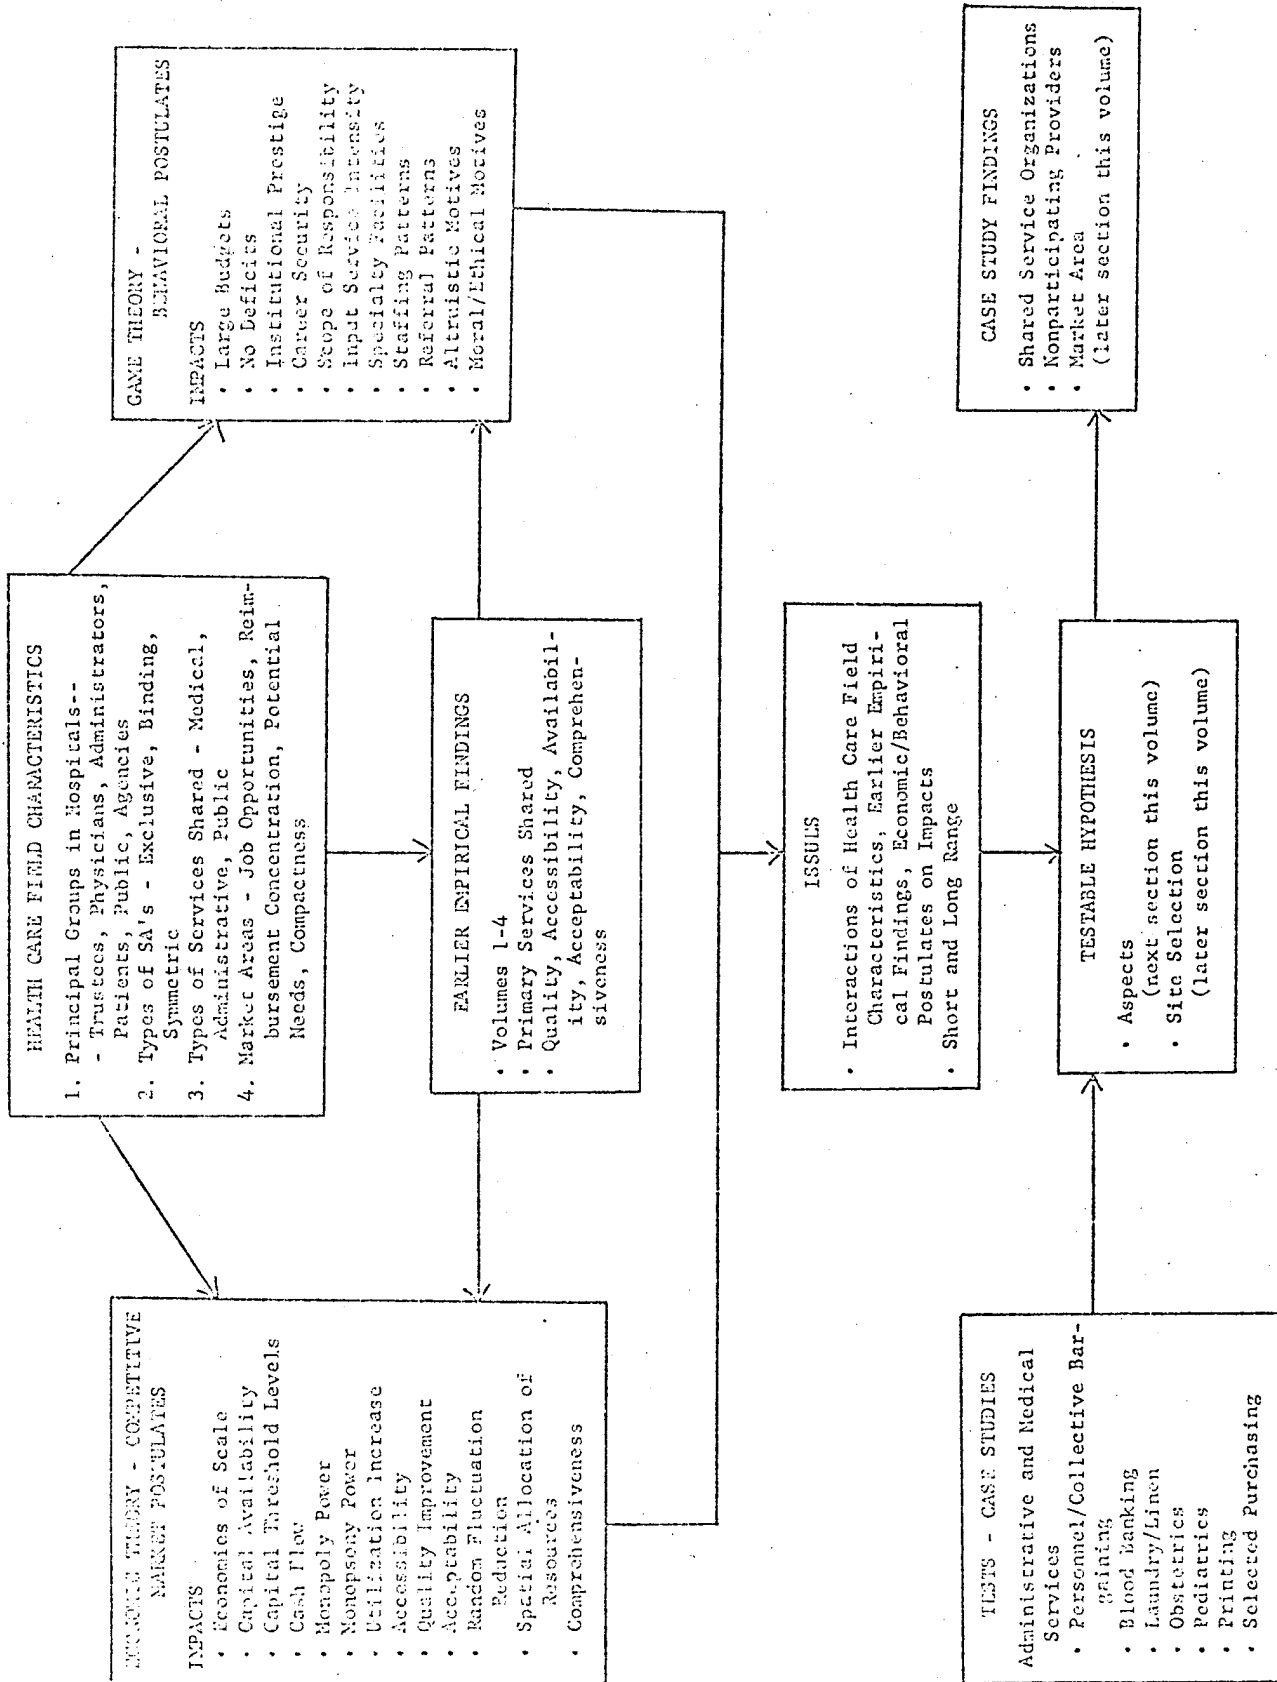 HEALTH CARE FIELD CHARACTERISTICS
1. Principal Groups in Hospitals--
- Trustees, Physicians, Administrators,
Patients, Public, Agencies
2. Types of SA's - Exclusive, Binding,
Symmetric
3. Types of Services Shared - Medical,
Administrative, Public
4. Market Areas - Job Opportunities, Reim-
bursement Concentration, Potential
Needs, Compactness
ECONOMIC THEORY - COMPETITIVE
MARKET POSTULATES
IMPACTS
• Economies of Scale
• Capital Availability
• Capital Threshold Levels
• Cash Flow
• Monopoly Power
• Monopsony Power
• Utilization Increase
• Accessibility
• Quality Improvement
• Acceptability
• Random Fluctuation
Reduction
• Spatial Allocation of
Resources
• Comprehensiveness
EARLIER EMPIRICAL FINDINGS
• Volumes 1-4
• Primary Services Shared
• Quality, Accessibility, Availabil-
ity, Acceptability, Comprehen-
siveness
GAME THEORY -
BEHAVIORAL POSTULATES
IMPACTS
• Large Budgets
• No Deficits
• Institutional Prestige
• Career Security
• Scope of Responsibility
• Input Service Intensity
• Specialty Facilities
• Staffing Patterns
• Referral Patterns
• Altruistic Motives
• Moral/Ethical Motives
ISSUES
• Interactions of Health Care Field
Characteristics, Earlier Empiri-
cal Findings, Economic/Behavioral
Postulates on Impacts
• Short and Long Range
TESTS - CASE STUDIES
Administrative and Medical
Services
• Personnel/Collective Bar-
gaining
• Blood Banking
• Laundry/Linen
• Obstetrics
• Pediatrics
• Printing
• Selected Purchasing
TESTABLE HYPOTHESIS
• Aspects
(next section this volume)
• Site Selection
(later section this volume)
CASE STUDY FINDINGS
• Shared Service Organizations
• Nonparticipating Providers
• Market Area
(later section this volume)